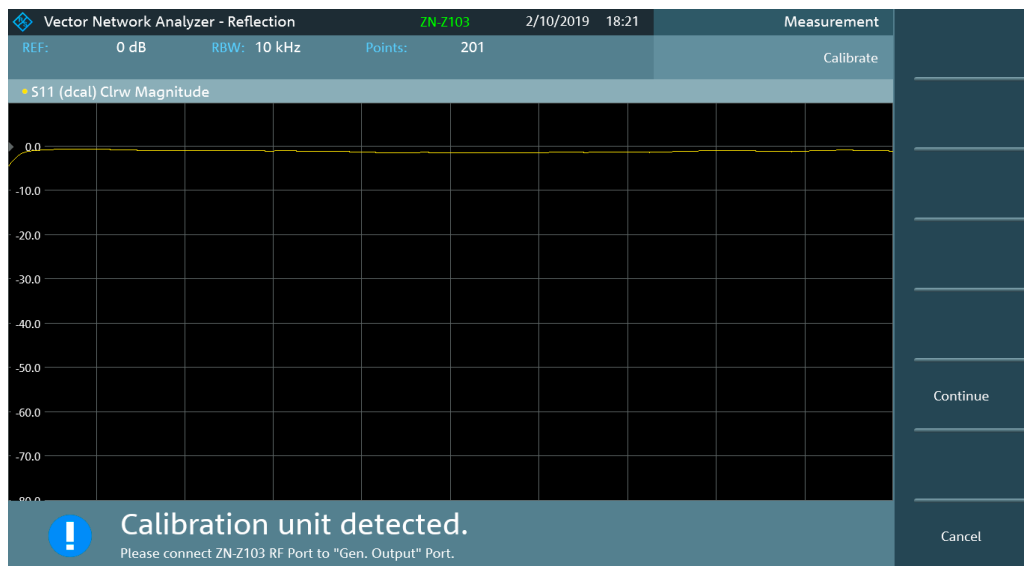 Vector Network Analyzer - Reflection ZN-Z103 2/10/2019 18:21 Measurement
REF: 0 dB RBW: 10 kHz Points: 201
Calibrate
S11 (dcal) Clrw Magnitude
0.0
-10.0
-20.0
-30.0
-40.0
-50.0
Continue
-60.0
-70.0
-80.0
Calibration unit detected.
Please connect ZN-Z103 RF Port to "Gen. Output" Port.
Cancel